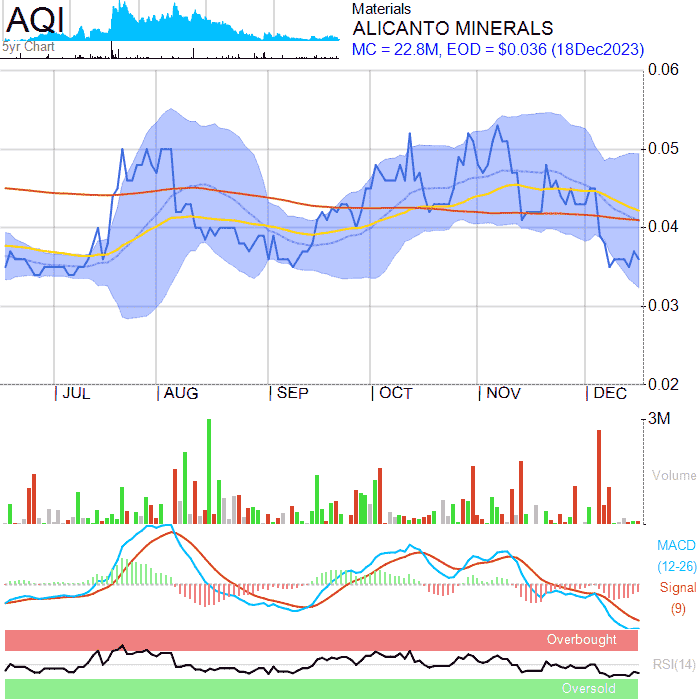 AQI
5yr Chart
Materials
ALICANTO MINERALS
MC = 22.8M, EOD = $0.036 (18Dec2023)
0.06
0.05
0.04
0.03
0.02
JUL AUG SEP OCT NOV DEC
3M
Volume
MACD
(12-26)
Signal
(9)
Overbought
RSI(14)
Oversold